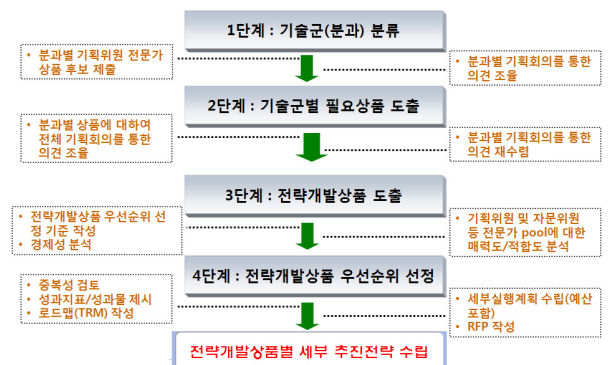 1단계 : 기술군(분과) 분류
• 분과별 기획위원 전문가
상품 후보 제출
• 분과별 기획회의를 통한
의견 조율
2단계 : 기술군별 필요상품 도출
• 분과별 상품에 대하여
전체 기획회의를 통한
의견 조율
• 분과별 기획회의를 통한
의견 재수렴
3단계 : 전략개발상품 도출
• 전략개발상품 우선순위 선
정 기준 작성
• 경제성 분석
• 기획위원 및 자문위원
등 전문가 pool에 대한
매력도/적합도 분석
4단계 : 전략개발상품 우선순위 선정
• 중복성 검토
• 성과지표/성과물 제시
• 로드맵(TRM) 작성
• 세부실행계획 수립(예산
포함)
• RFP 작성
전략개발상품별 세부 추진전략 수립